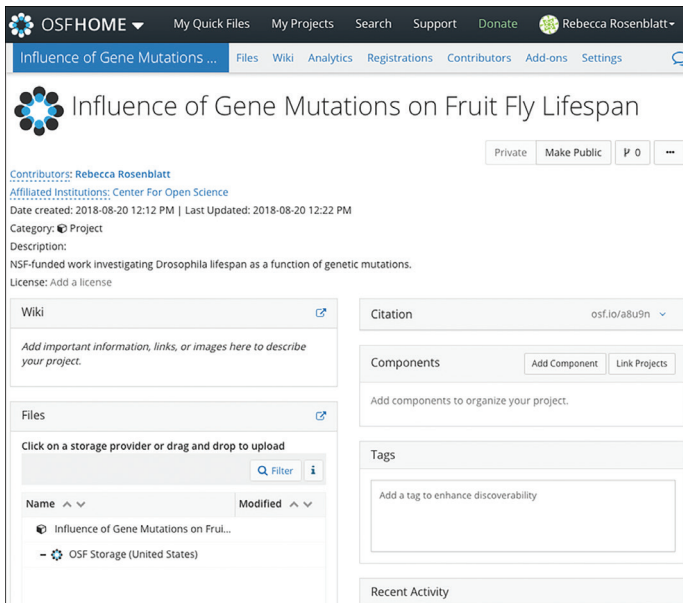 OSFHOME My Quick Files My Projects Search Support Donate Rebecca Rosenblatt
Influence of Gene Mutations ... Files Wiki Analytics Registrations Contributors Add-ons Settings
Influence of Gene Mutations on Fruit Fly Lifespan
Private Make Public 0 ...
Contributors: Rebecca Rosenblatt
Affiliated Institutions: Center For Open Science
Date created: 2018-08-20 12:12 PM | Last Updated: 2018-08-20 12:22 PM
Category: Project
Description:
NSF-funded work investigating Drosophila lifespan as a function of genetic mutations.
License: Add a license
Wiki
Add important information, links, or images here to describe
your project.
Files
Click on a storage provider or drag and drop to upload
Filter i
Name Modified
Influence of Gene Mutations on Frui...
– OSF Storage (United States)
Citation osf.io/a8u9n
Components Add Component Link Projects
Add components to organize your project.
Tags
Add a tag to enhance discoverability
Recent Activity